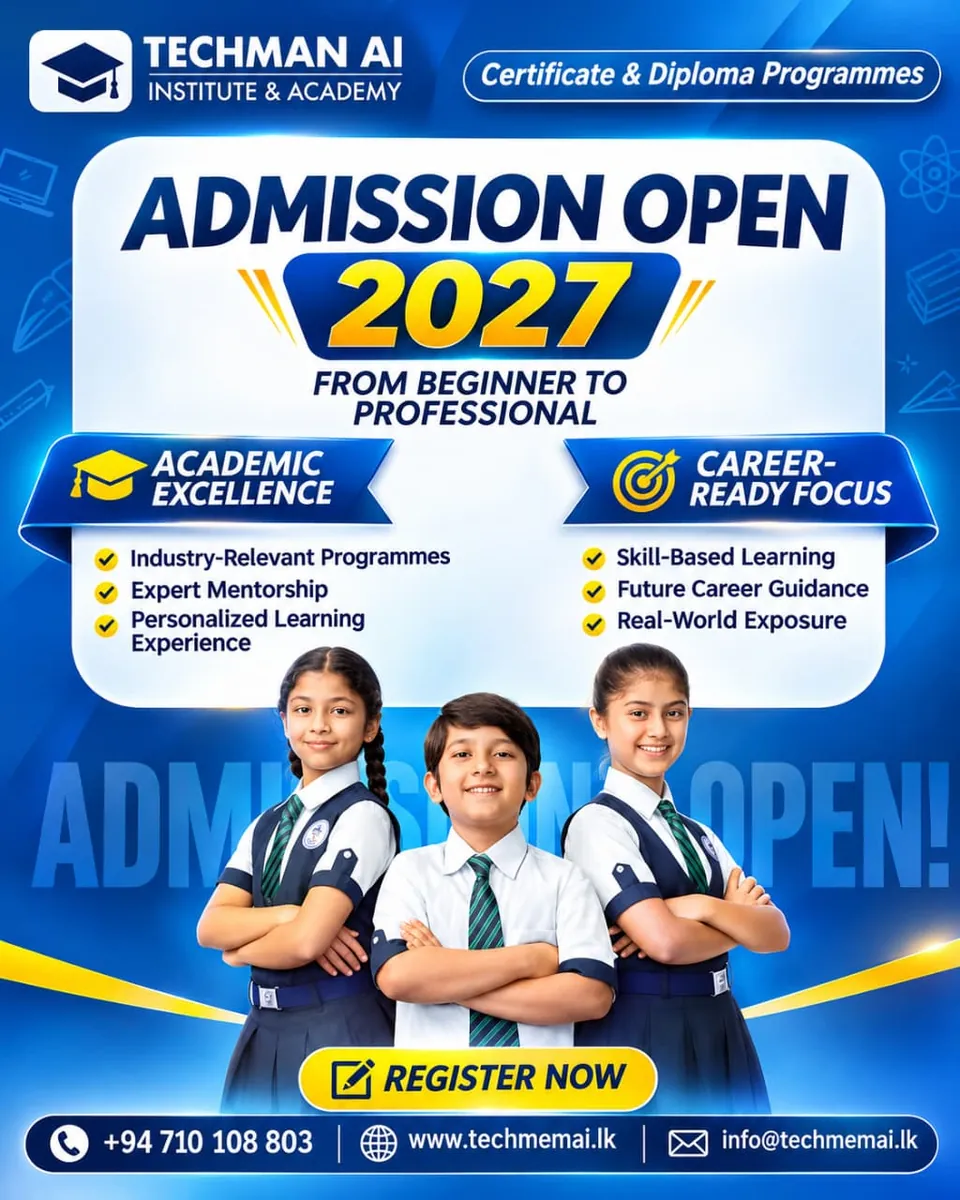 TECHMAN AI
INSTITUTE & ACADEMY
Certificate & Diploma Programmes
ADMISSION OPEN
2027
FROM BEGINNER TO
PROFESSIONAL
ACADEMIC
EXCELLENCE
Industry-Relevant Programmes
Expert Mentorship
Personalized Learning
Experience
CAREER-
READY FOCUS
Skill-Based Learning
Future Career Guidance
Real-World Exposure
ADMISSION OPEN!
REGISTER NOW
+94 710 108 803
www.techmemai.lk
info@techmemai.lk